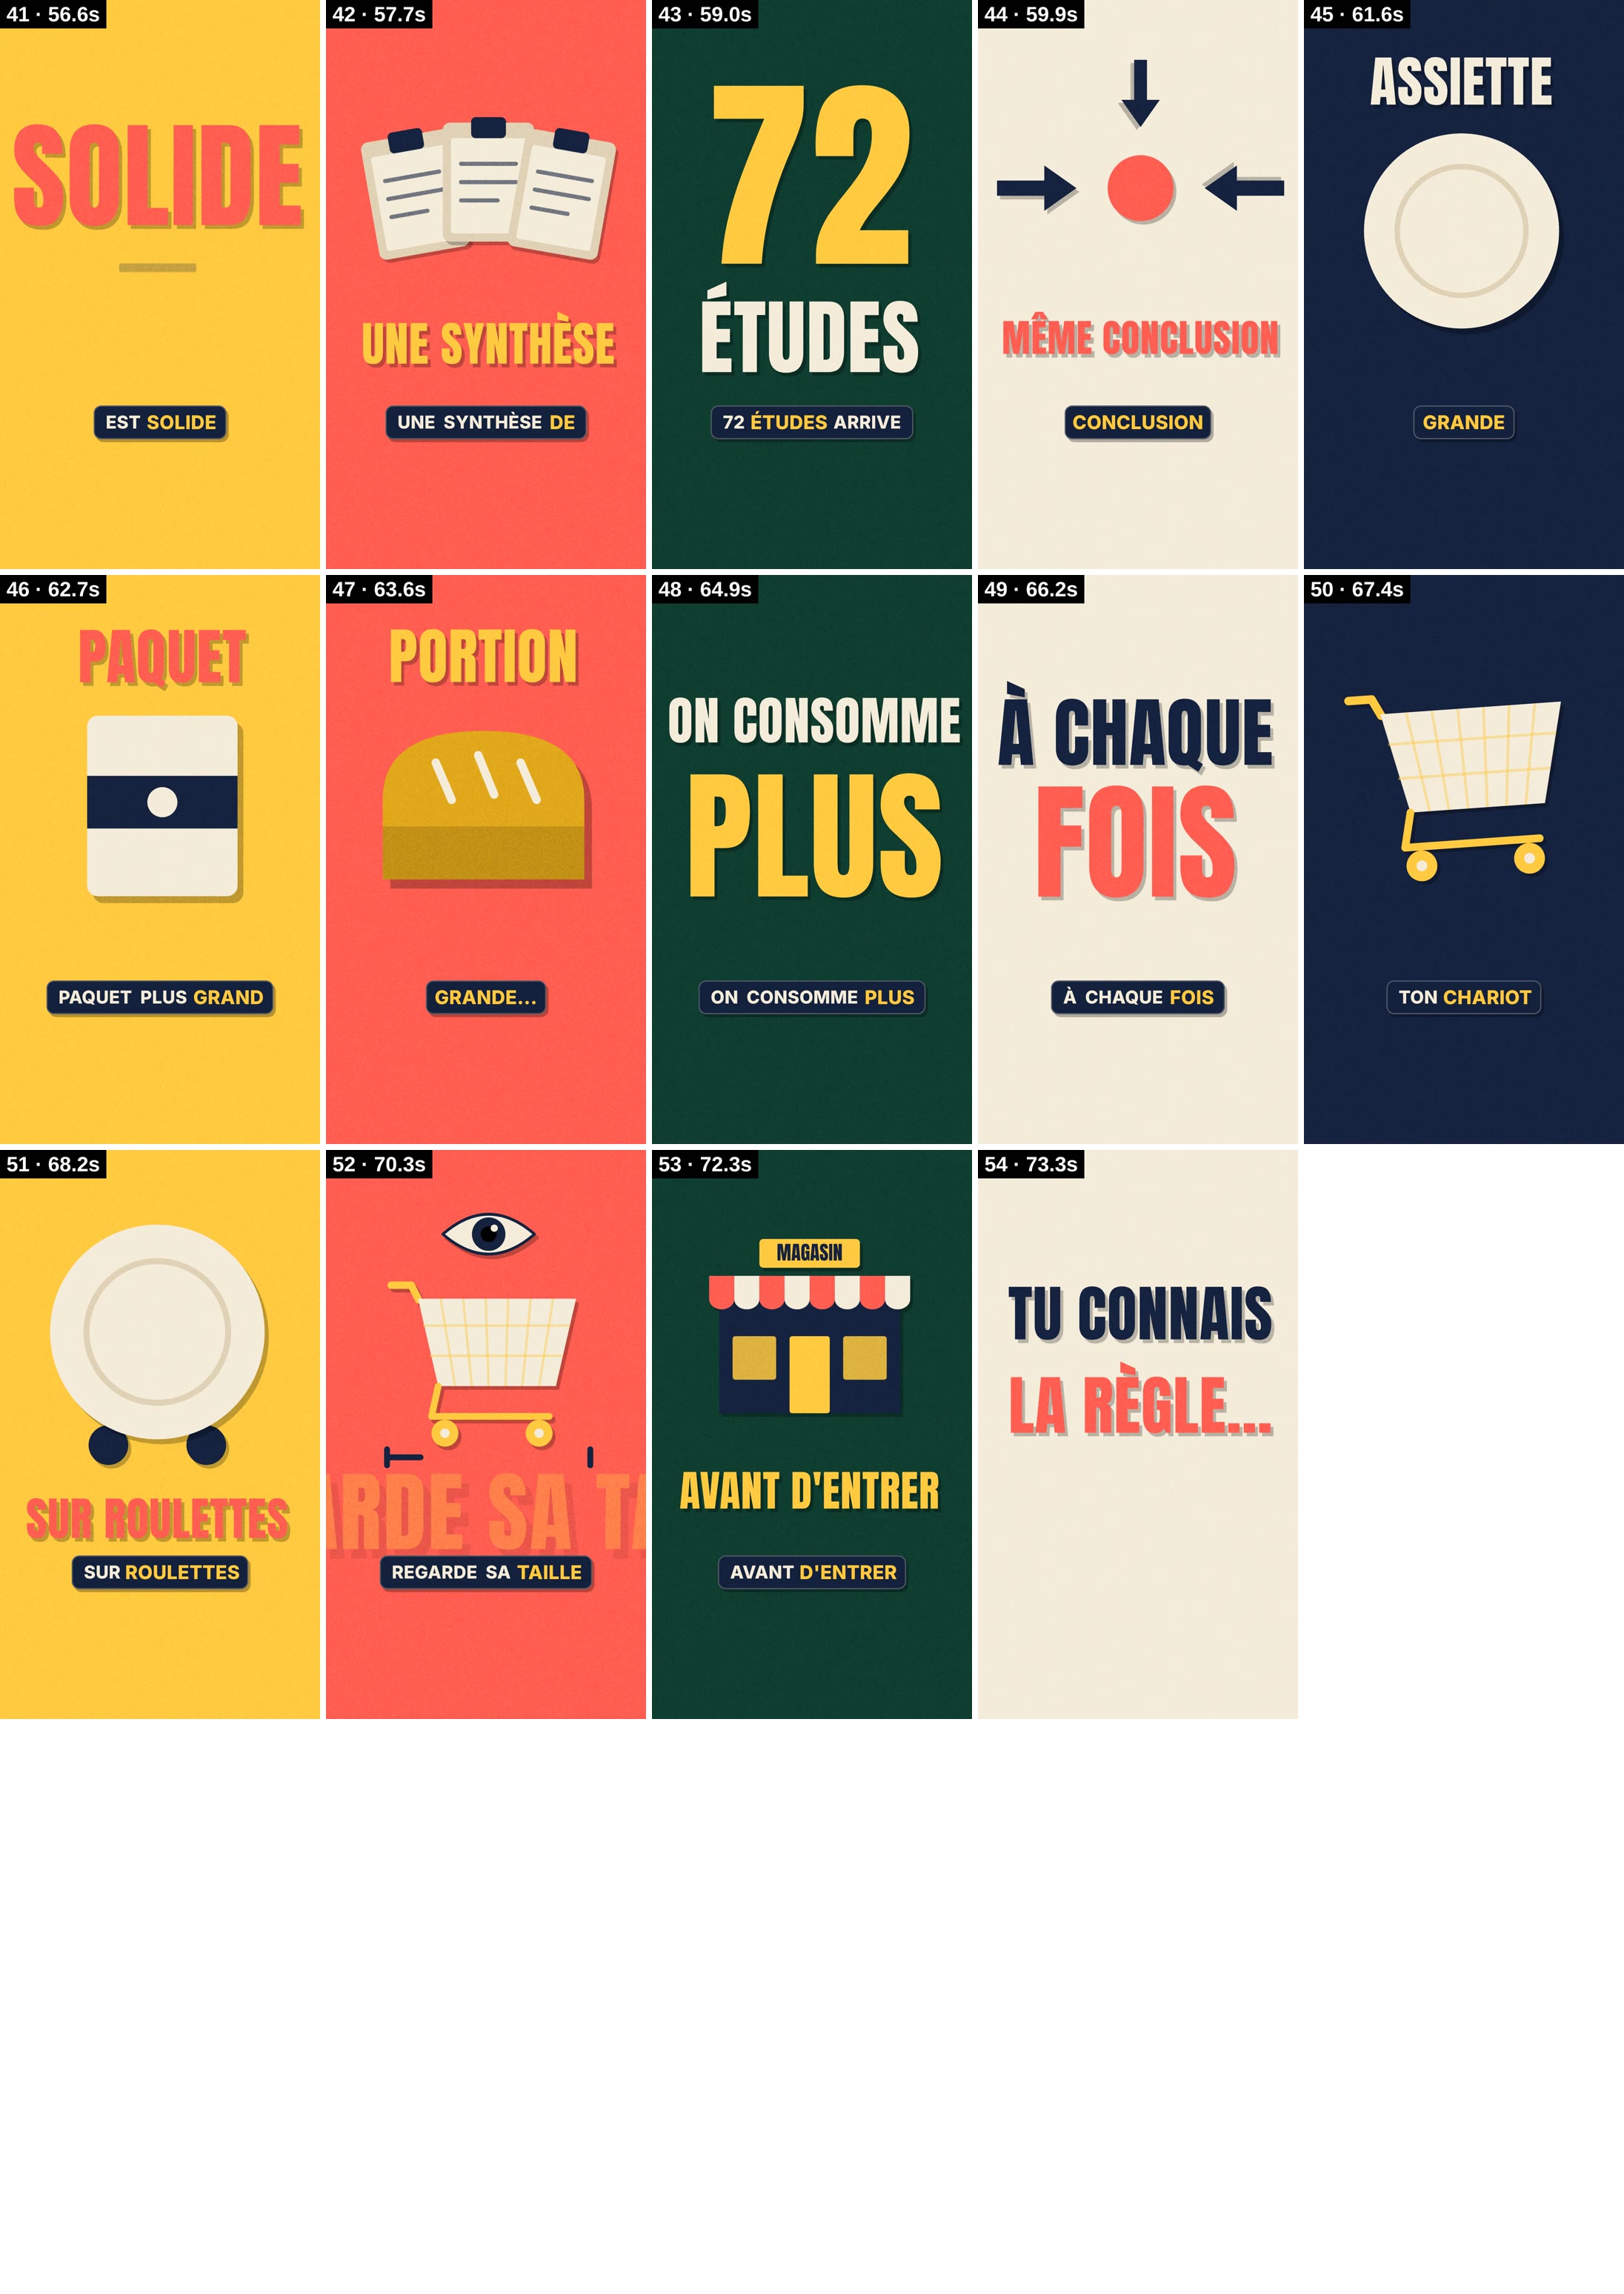 41 · 56.6s
SOLIDE
EST SOLIDE
42 · 57.7s
UNE SYNTHÈSE
UNE SYNTHÈSE DE
43 · 59.0s
72
ÉTUDES
72 ÉTUDES ARRIVE
44 · 59.9s
MÊME CONCLUSION
CONCLUSION
45 · 61.6s
ASSIETTE
GRANDE
46 · 62.7s
PAQUET
PAQUET PLUS GRAND
47 · 63.6s
PORTION
GRANDE...
48 · 64.9s
ON CONSOMME
PLUS
ON CONSOMME PLUS
49 · 66.2s
À CHAQUE
FOIS
À CHAQUE FOIS
50 · 67.4s
TON CHARIOT
51 · 68.2s
SUR ROULETTES
SUR ROULETTES
52 · 70.3s
ARDE SA TA
REGARDE SA TAILLE
53 · 72.3s
MAGASIN
AVANT D'ENTRER
AVANT D'ENTRER
54 · 73.3s
TU CONNAIS
LA RÈGLE...